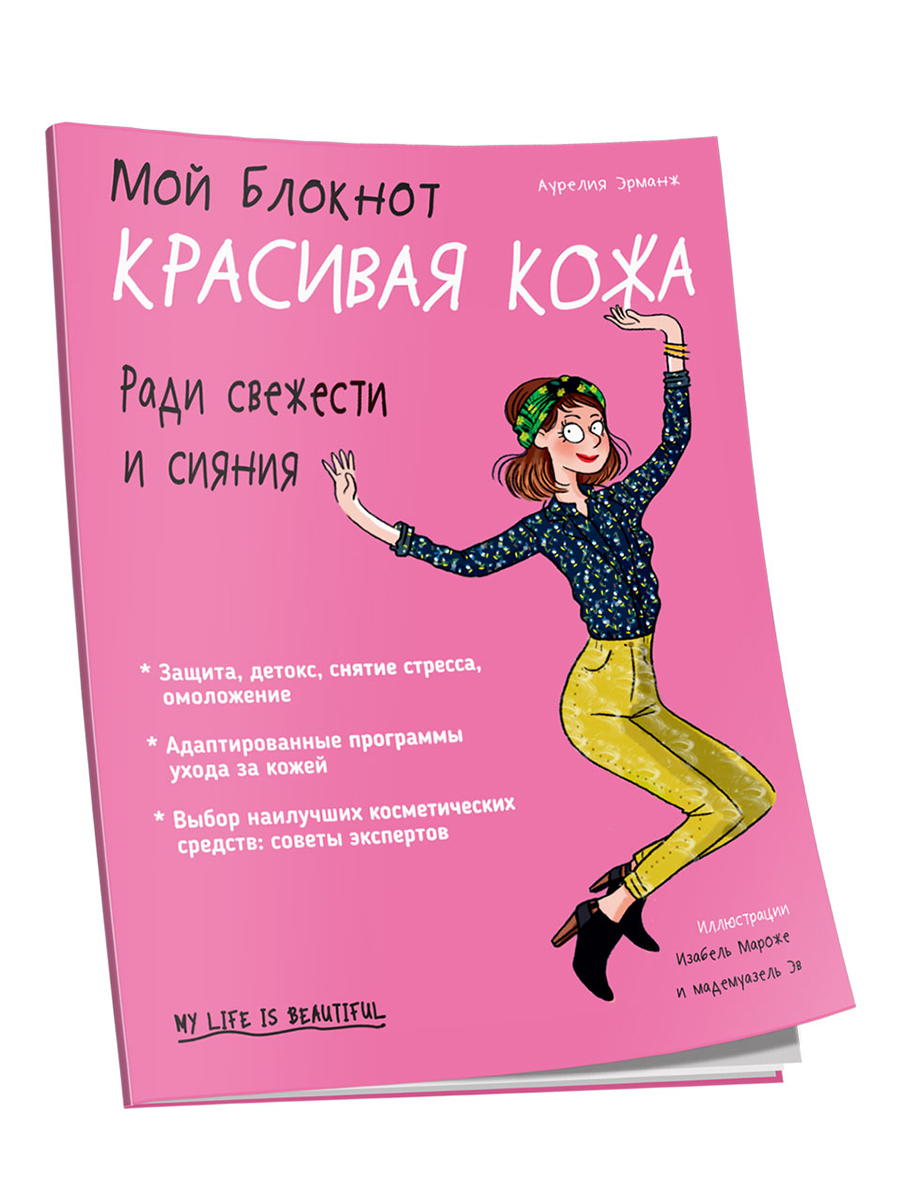 Мой блокнот
Аурелия Эрманж
КРАСИВАЯ КОЖА
Ради свежести
и сияния
* Защита, детокс, снятие стресса,
омоложение
* Адаптированные программы
ухода за кожей
* Выбор наилучших косметических
средств: советы экспертов
Иллюстрации
Изабель Мароже
и мадемуазель Эв
MY LIFE IS BEAUTIFUL